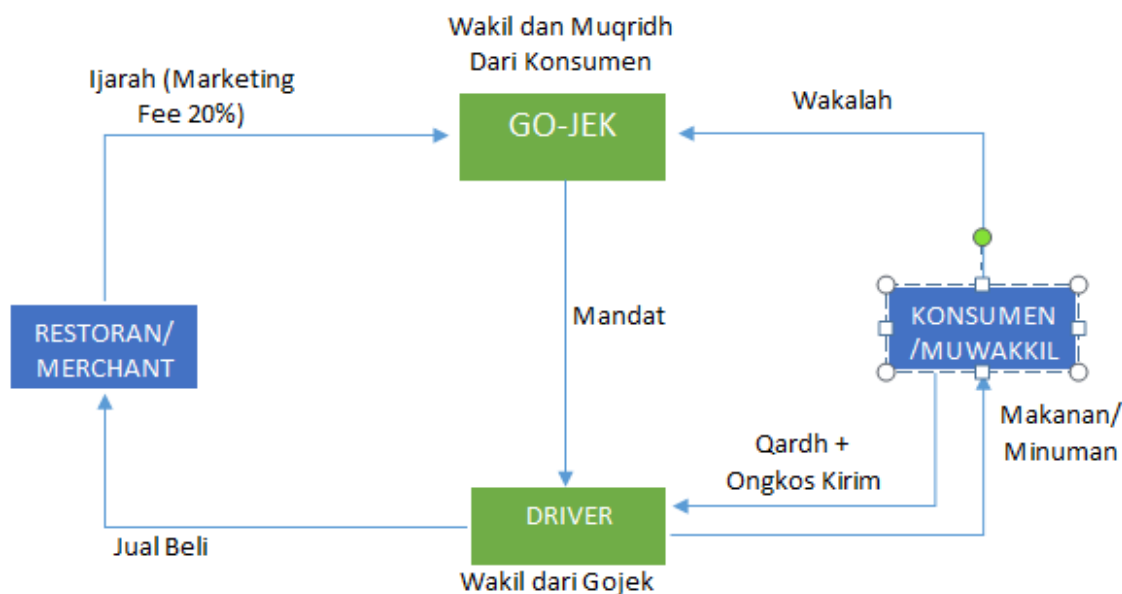 Wakil dan Muqridh
Dari Konsumen
Ijarah (Marketing
Fee 20%)
GO-JEK
Wakalah
Mandat
RESTORAN/
MERCHANT
KONSUMEN
/MUWAKKIL
Makanan/
Minuman
Qardh +
Ongkos Kirim
DRIVER
Jual Beli
Wakil dari Gojek